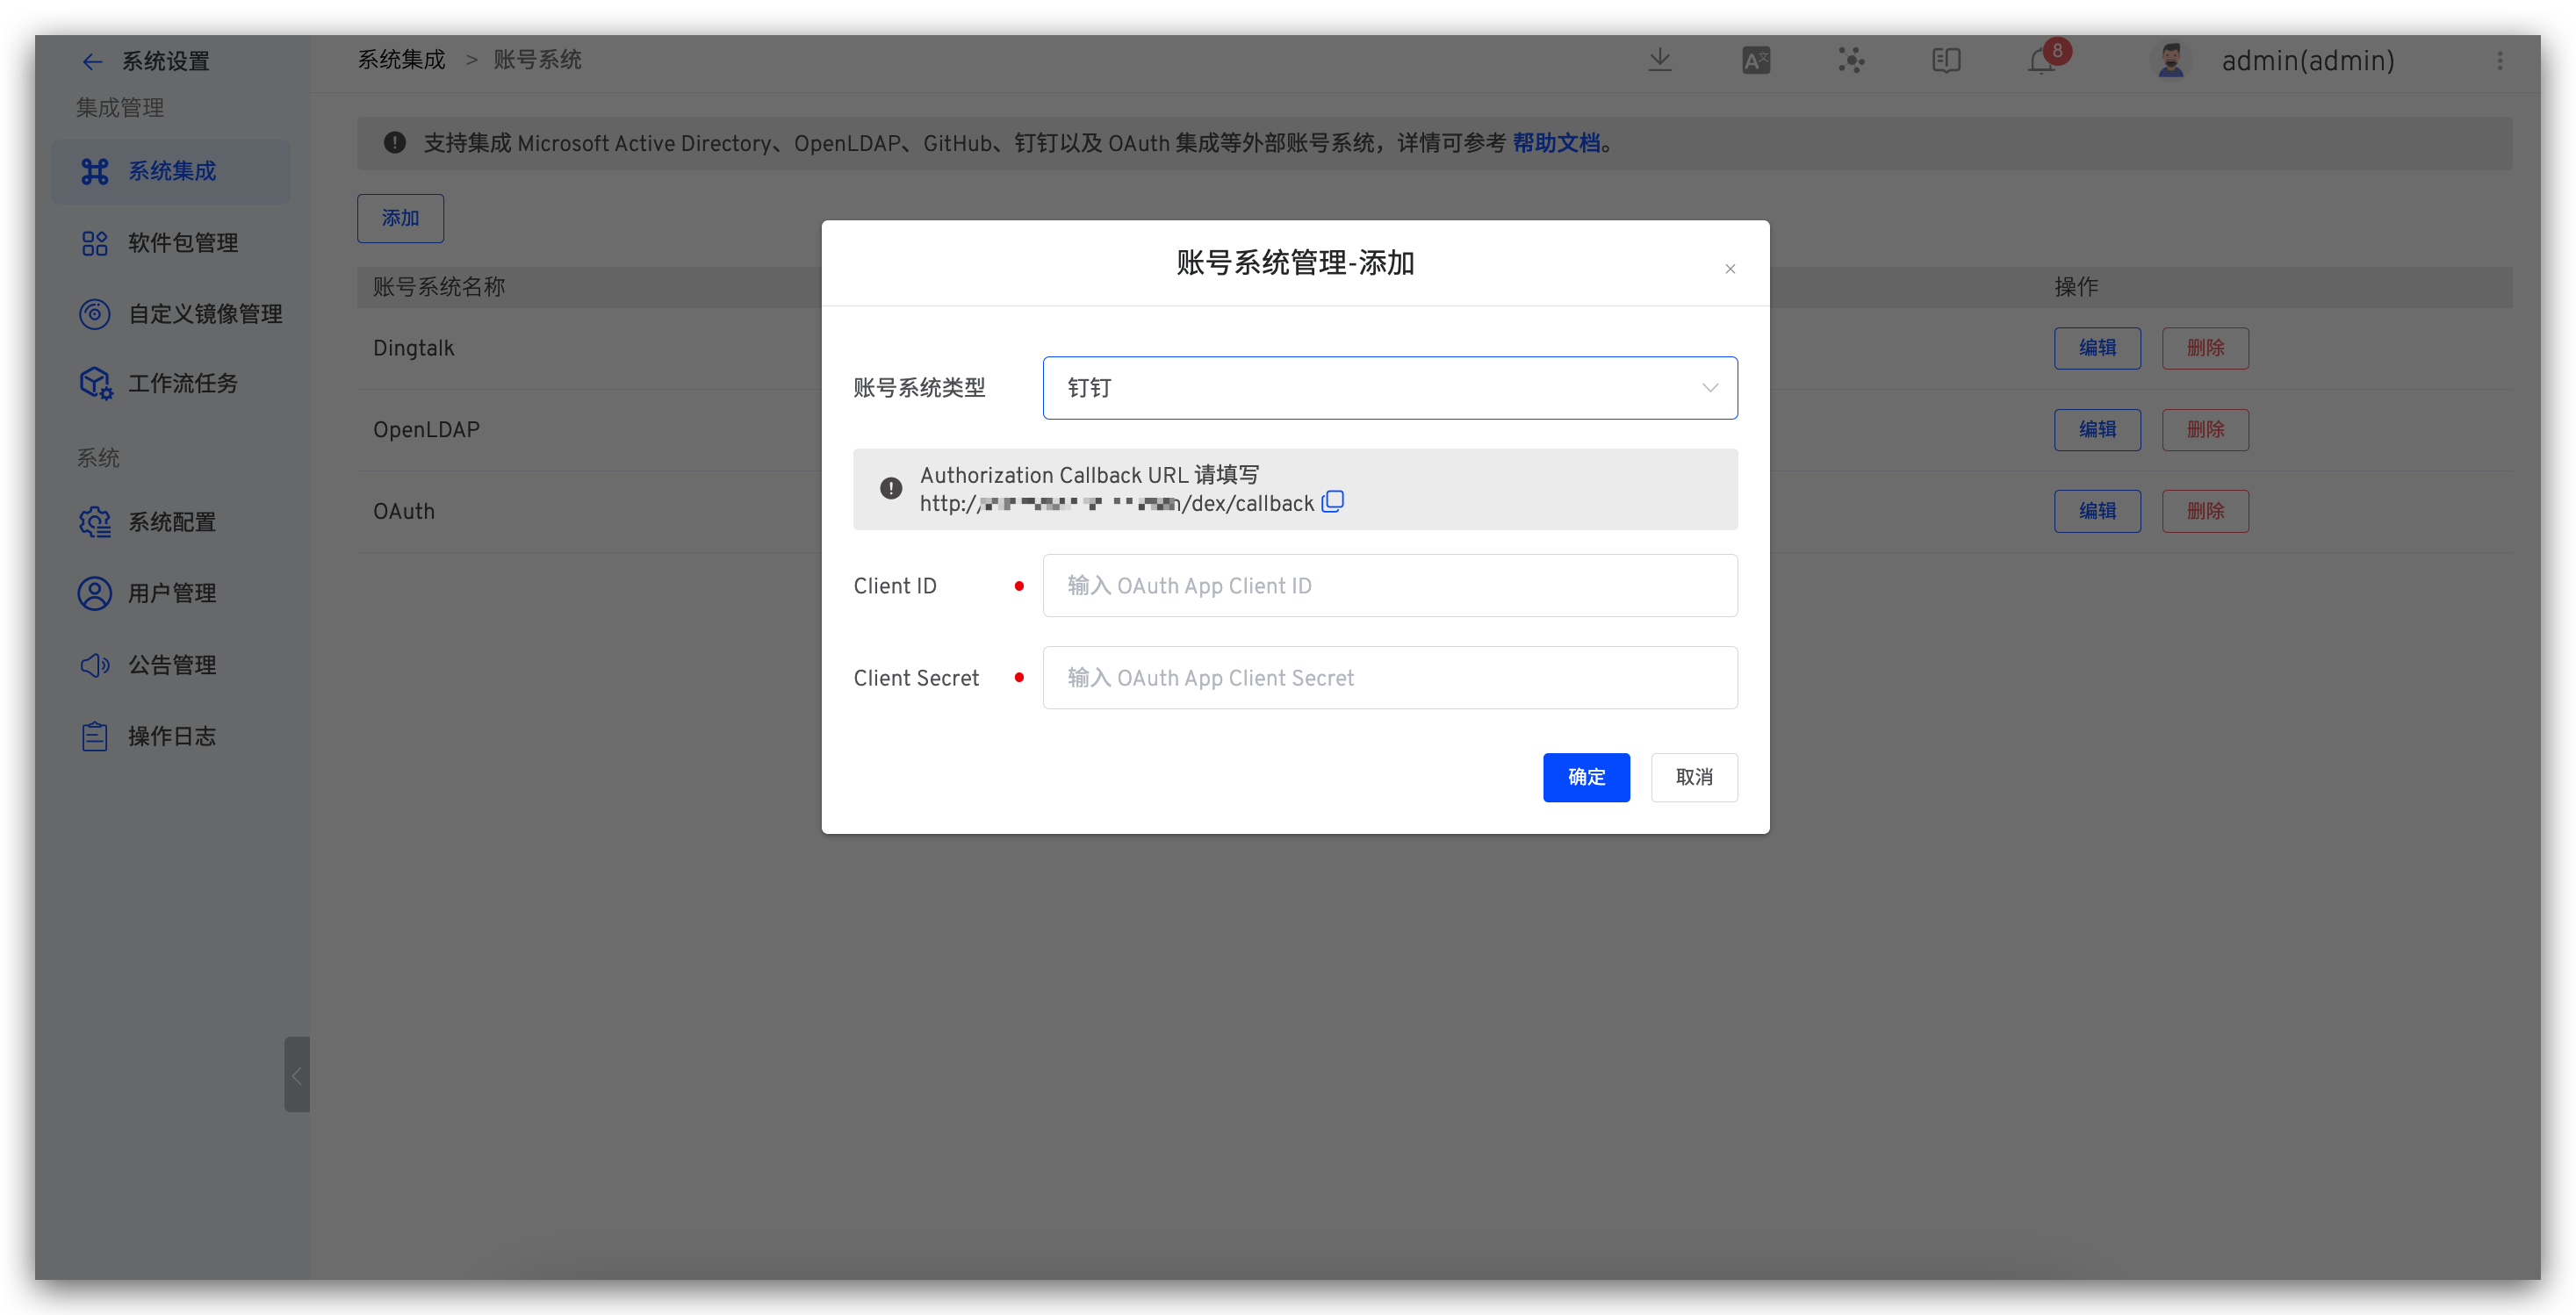 系统设置
系统集成 > 账号系统
8
admin(admin)
集成管理
系统集成
软件包管理
自定义镜像管理
工作流任务
系统
系统配置
用户管理
公告管理
操作日志
支持集成 Microsoft Active Directory、OpenLDAP、GitHub、钉钉以及 OAuth 集成等外部账号系统，详情可参考 帮助文档。
添加
账号系统名称
操作
Dingtalk
编辑 删除
OpenLDAP
编辑 删除
OAuth
编辑 删除
账号系统管理-添加
账号系统类型
钉钉
Authorization Callback URL 请填写
http:/ /dex/callback
Client ID
输入 OAuth App Client ID
Client Secret
输入 OAuth App Client Secret
确定 取消